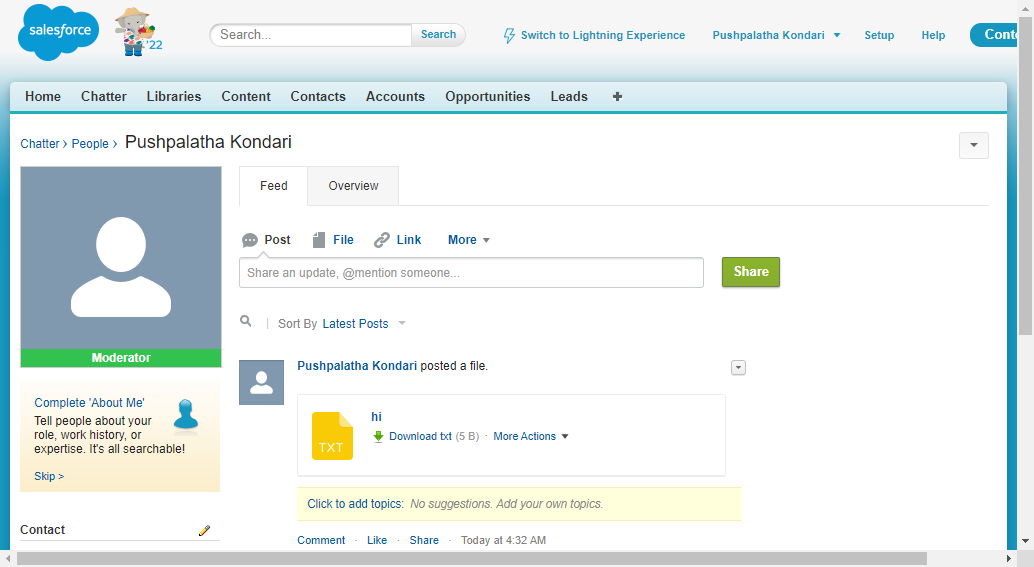 salesforce
'22
Search...
Search
Switch to Lightning Experience
Pushpalatha Kondari
Setup
Help
Home Chatter Libraries Content Contacts Accounts Opportunities Leads +
Chatter › People › Pushpalatha Kondari
Feed Overview
Post File Link More
Share an update, @mention someone...
Share
Sort By Latest Posts
Moderator
Complete 'About Me'
Tell people about your
role, work history, or
expertise. It's all searchable!
Skip >
Contact
Pushpalatha Kondari posted a file.
TXT
hi
Download txt (5 B) · More Actions
Click to add topics: No suggestions. Add your own topics.
Comment · Like · Share · Today at 4:32 AM